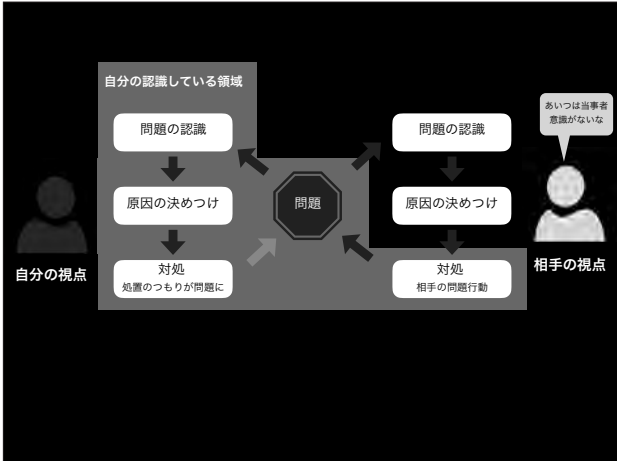 自分の認識している領域
あいつは当事者
意識がないな
問題の認識
問題の認識
原因の決めつけ
問題
原因の決めつけ
自分の視点
対処
処置のつもりが問題に
対処
相手の問題行動
相手の視点